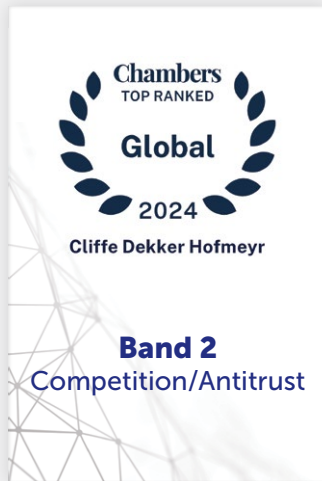 Chambers
TOP RANKED
Global
2024
Cliffe Dekker Hofmeyr
Band 2
Competition/Antitrust